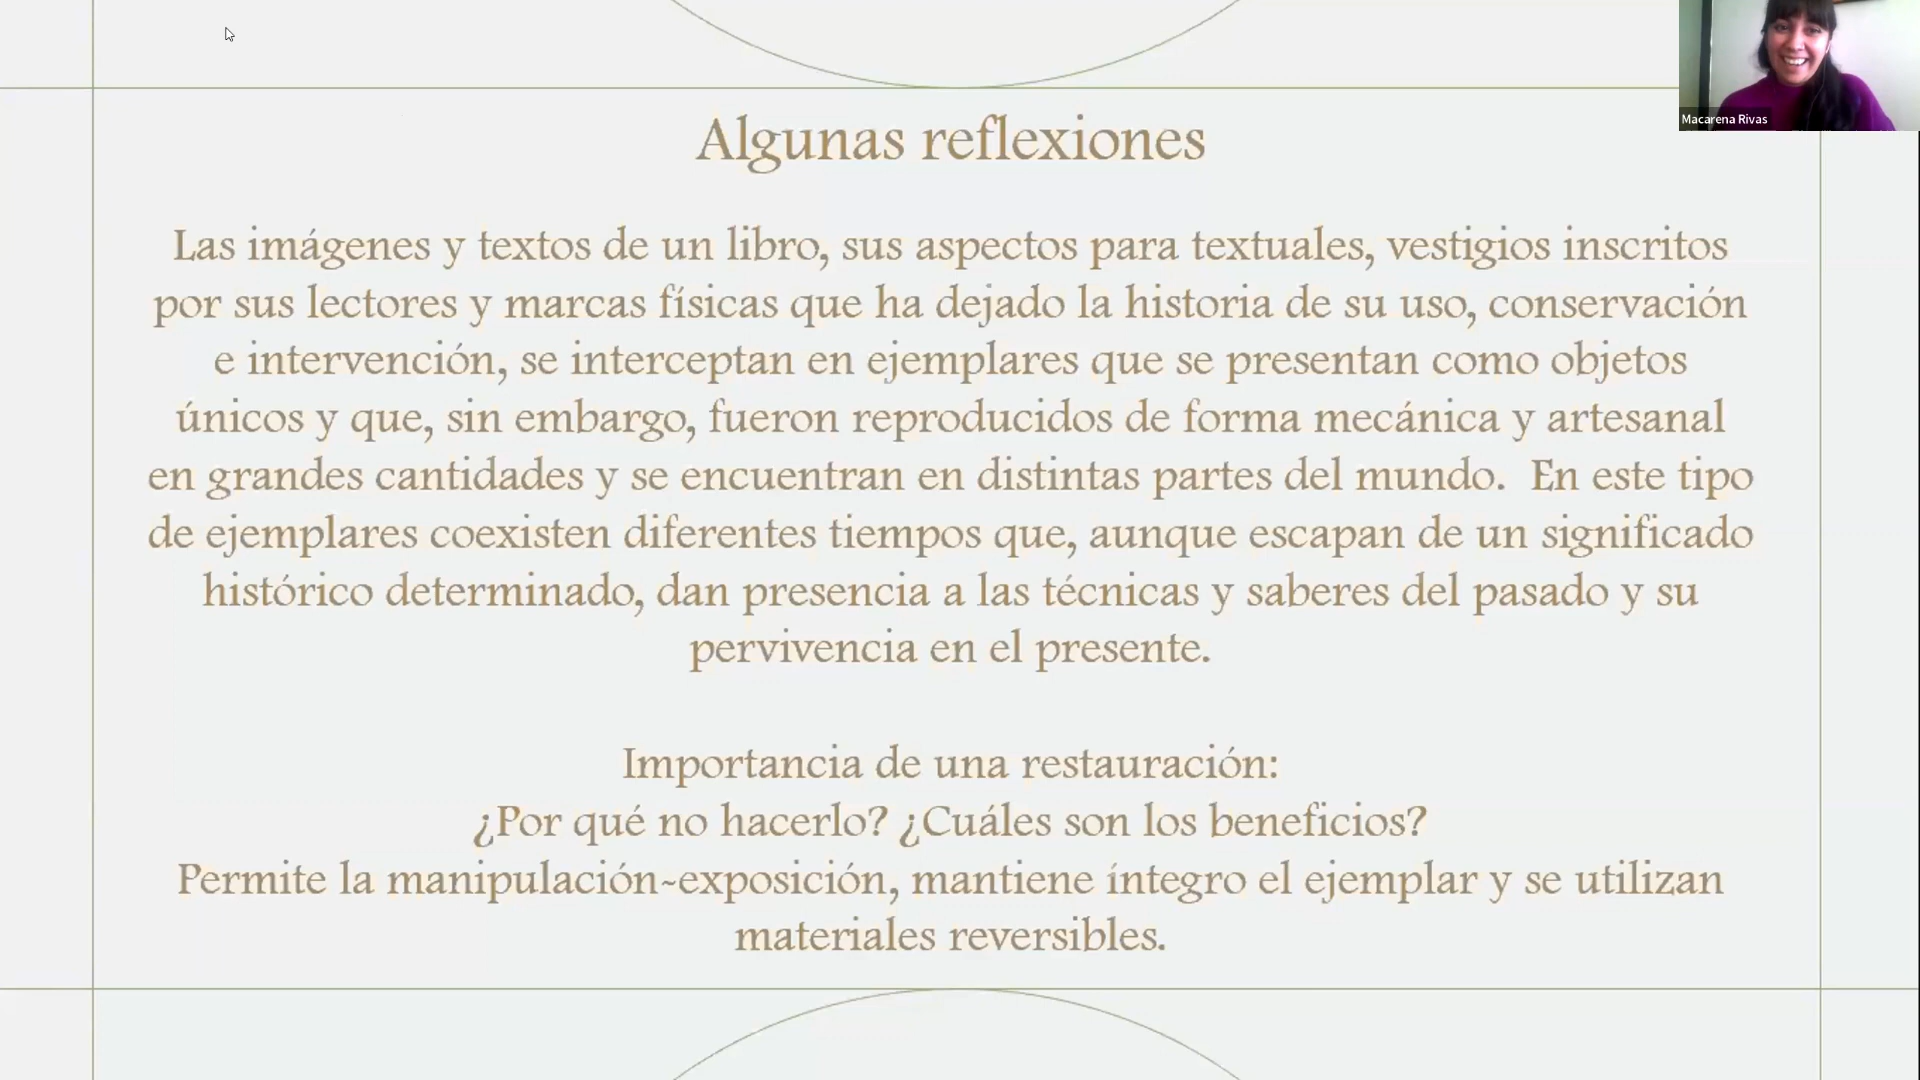 Macarena Rivas
Algunas reflexiones
Las imágenes y textos de un libro, sus aspectos para textuales, vestigios inscritos
por sus lectores y marcas físicas que ha dejado la historia de su uso, conservación
e intervención, se interceptan en ejemplares que se presentan como objetos
únicos y que, sin embargo, fueron reproducidos de forma mecánica y artesanal
en grandes cantidades y se encuentran en distintas partes del mundo.  En este tipo
de ejemplares coexisten diferentes tiempos que, aunque escapan de un significado
histórico determinado, dan presencia a las técnicas y saberes del pasado y su
pervivencia en el presente.
Importancia de una restauración:
¿Por qué no hacerlo? ¿Cuáles son los beneficios?
Permite la manipulación-exposición, mantiene íntegro el ejemplar y se utilizan
materiales reversibles.